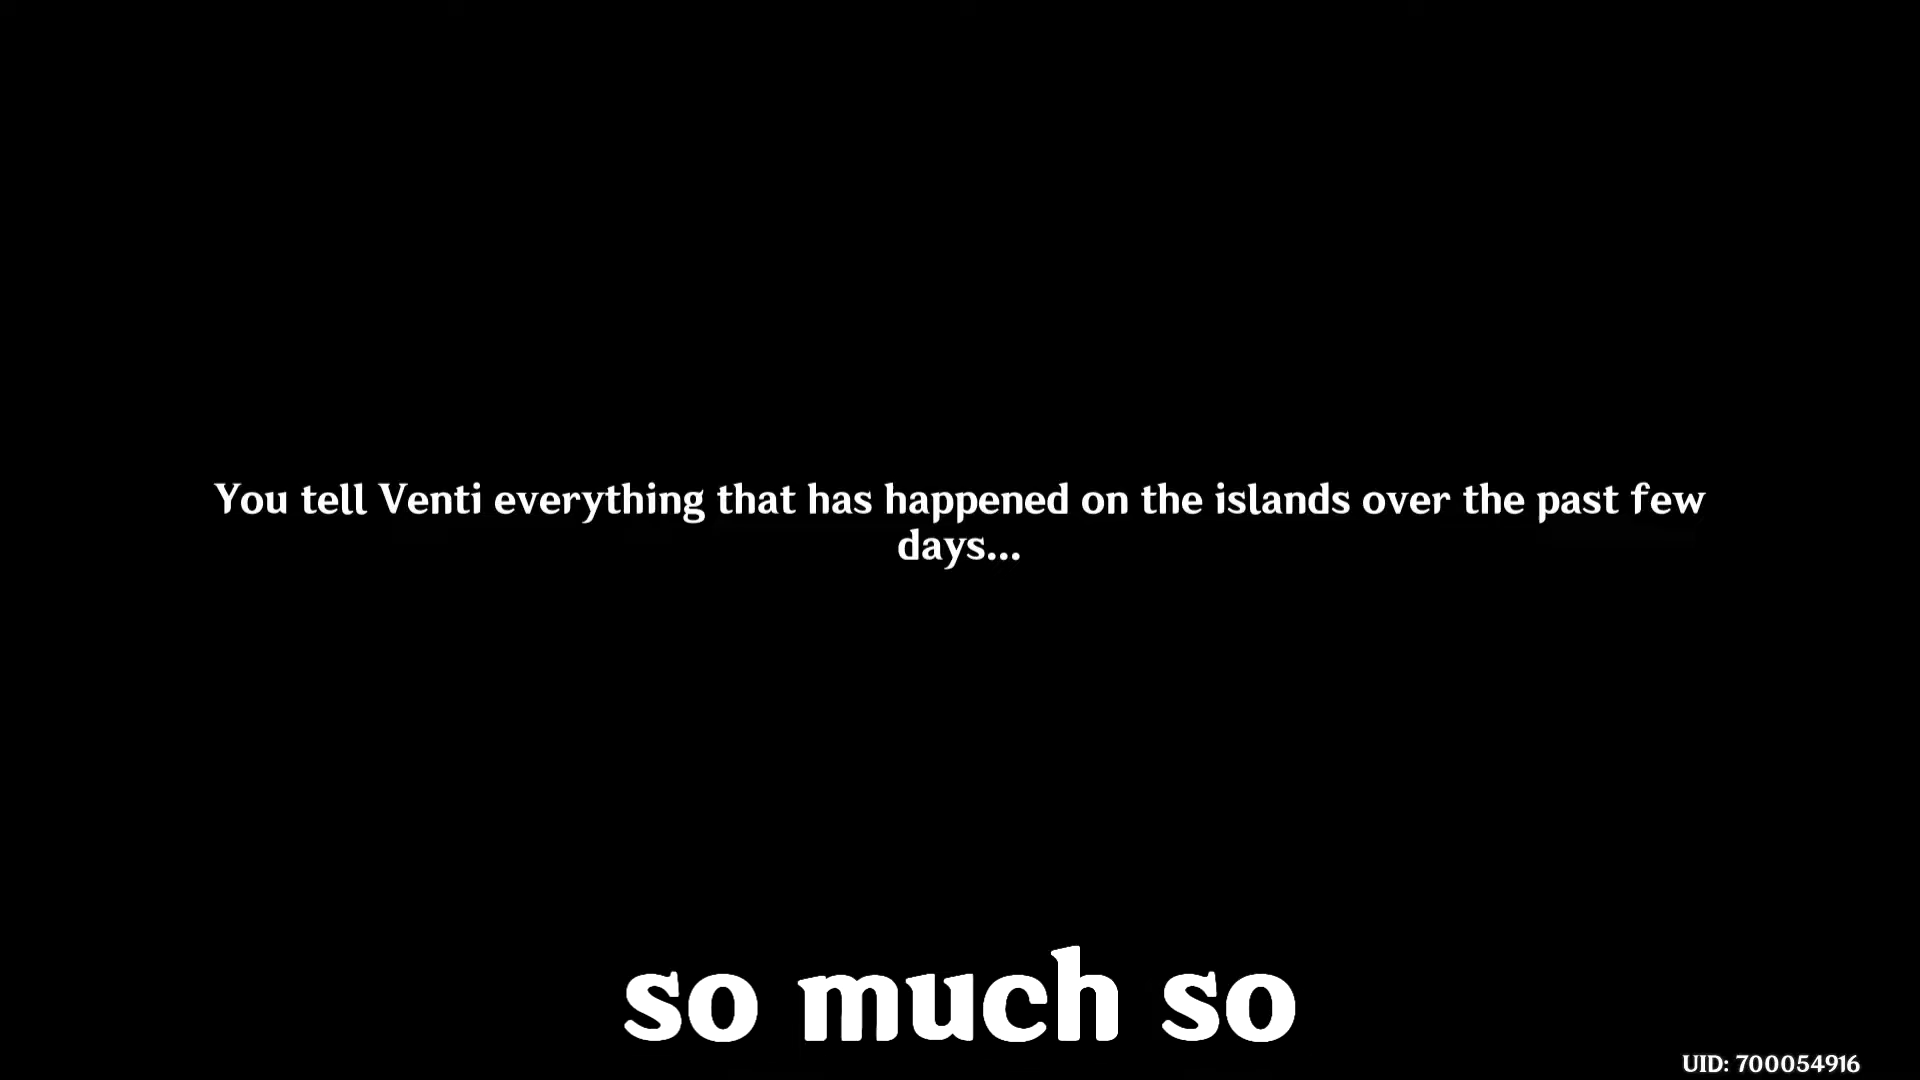 You tell Venti everything that has happened on the islands over the past few
days...
so much so
UID: 700054916